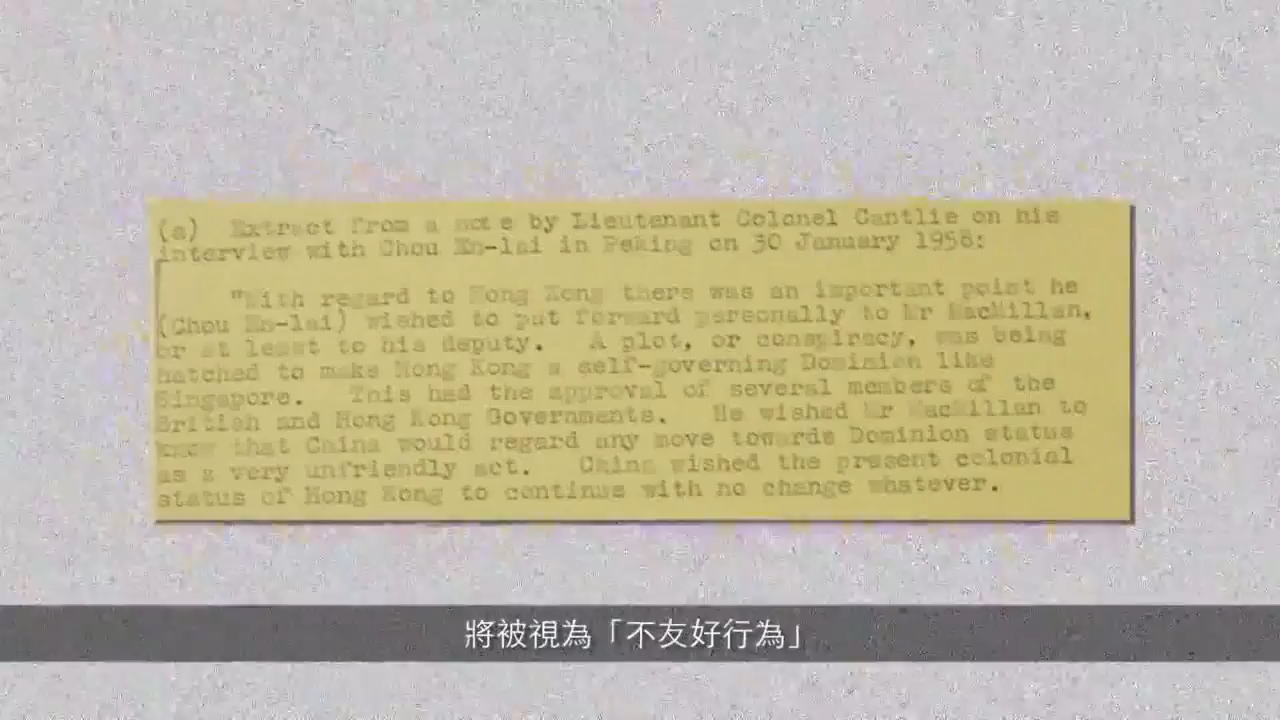 (a) Extract from a note by Lieutenant Colonel Cantlie on his
interview with Chou En-lai in Peking on 30 January 1958:
"With regard to Hong Kong there was an important point he
(Chou En-lai) wished to put forward personally to Mr MacMillan,
or at least to his deputy. A plot, or conspiracy, was being
hatched to make Hong Kong a self-governing Dominion like
Singapore. This had the approval of several members of the
British and Hong Kong Governments. He wished Mr MacMillan to
know that China would regard any move towards Dominion status
as a very unfriendly act. China wished the present colonial
status of Hong Kong to continue with no change whatever.
將被視為「不友好行為」